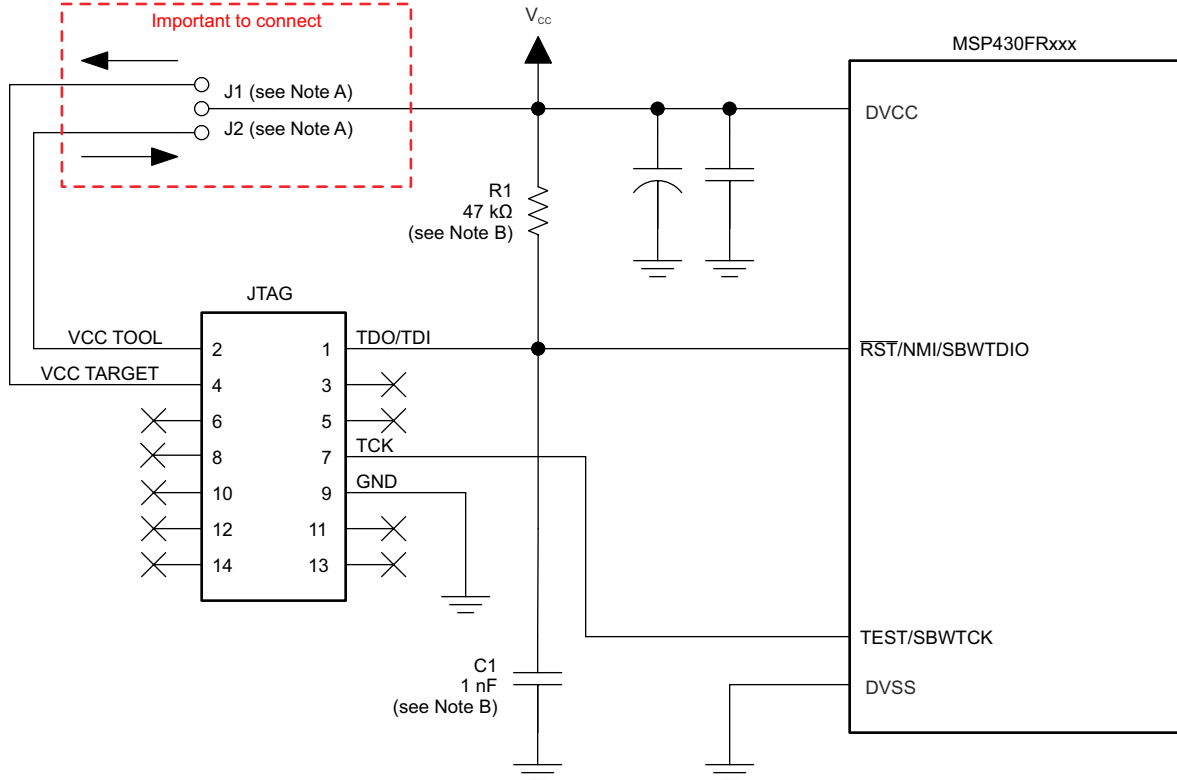 Important to connect
VCC
MSP430FRxxx
J1 (see Note A)
J2 (see Note A)
DVCC
R1
47 kΩ
(see Note B)
JTAG
VCC TOOL
2
1
TDO/TDI
RST/NMI/SBWTDIO
VCC TARGET
4
3
6
5
8
7
TCK
10
9
GND
12
11
14
13
TEST/SBWTCK
C1
1 nF
(see Note B)
DVSS